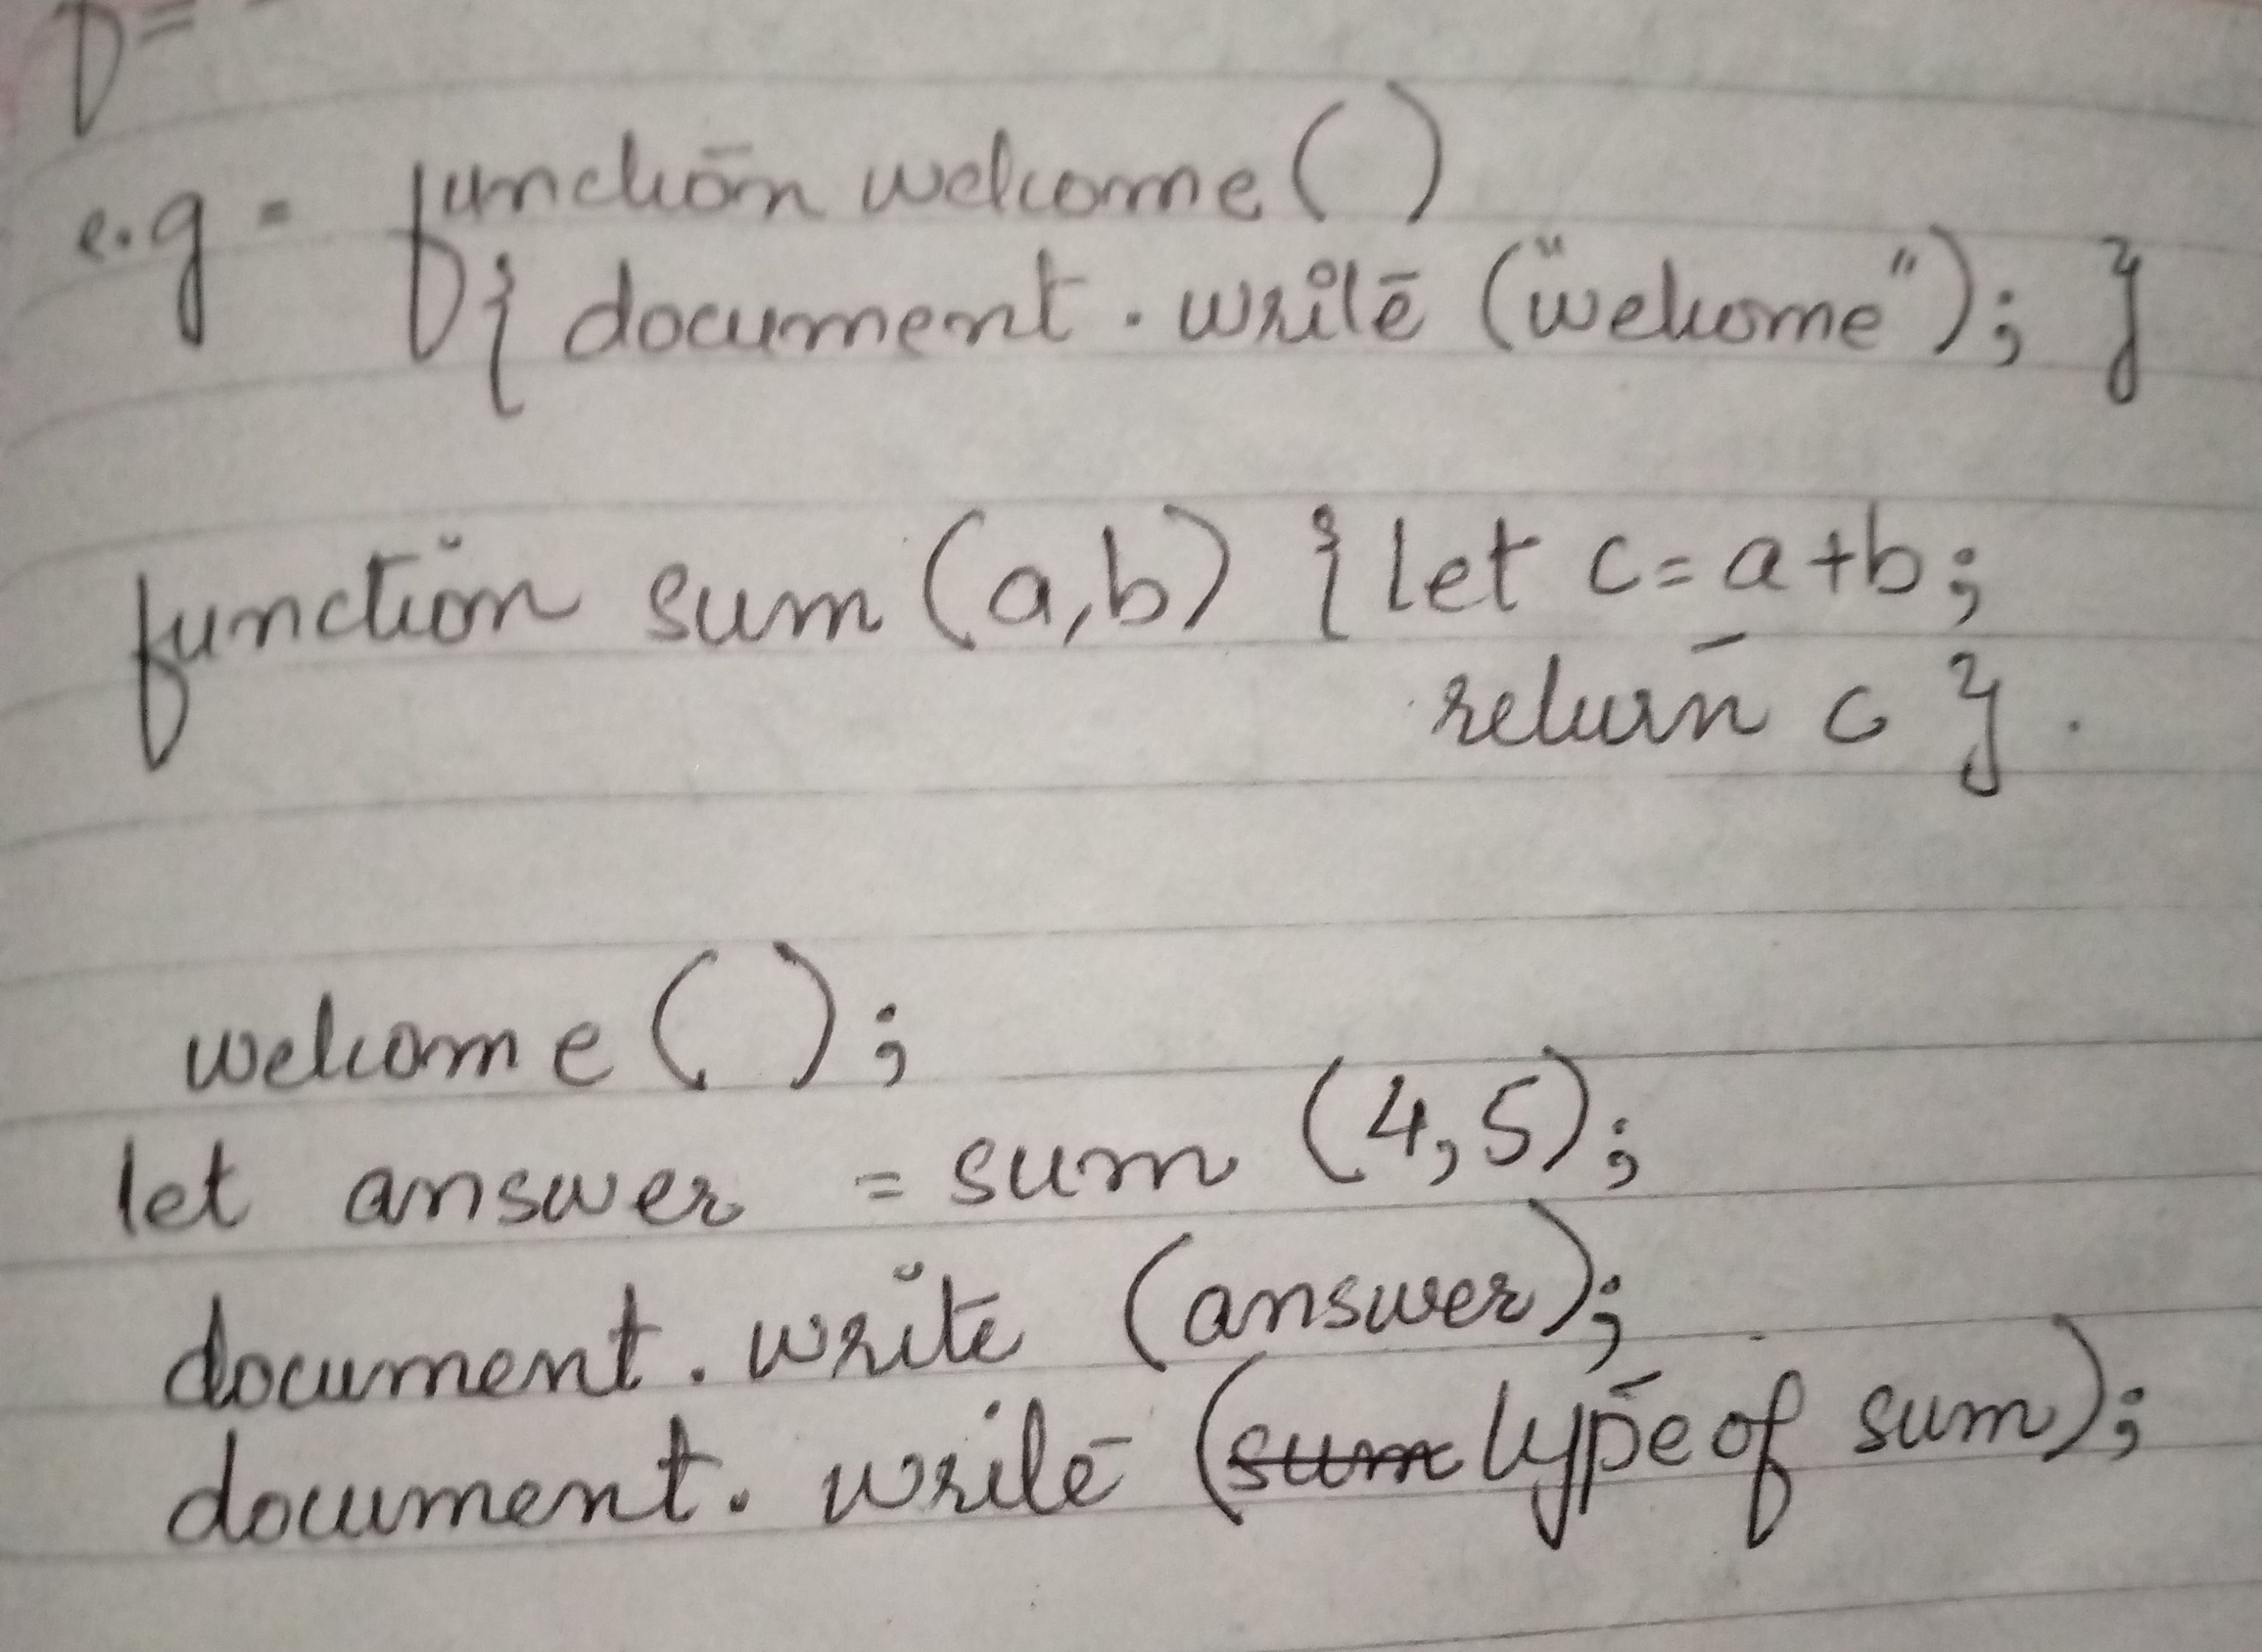 e.g - function welcome()
{ document.write ("welcome"); }
function sum (a,b) { let c=a+b;
return c }.
welcome();
let answer = sum (4,5);
document.write (answer);
document.write (sum typeof sum);